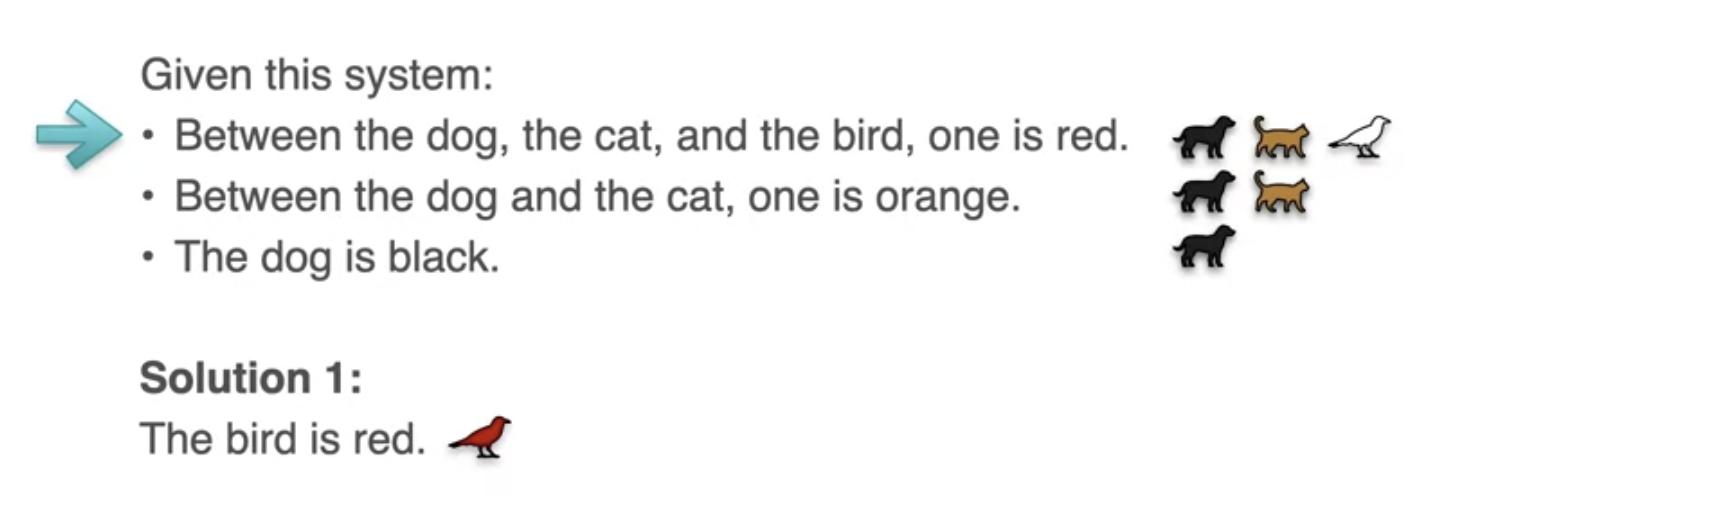 Given this system:
• Between the dog, the cat, and the bird, one is red.
• Between the dog and the cat, one is orange.
• The dog is black.
Solution 1:
The bird is red.